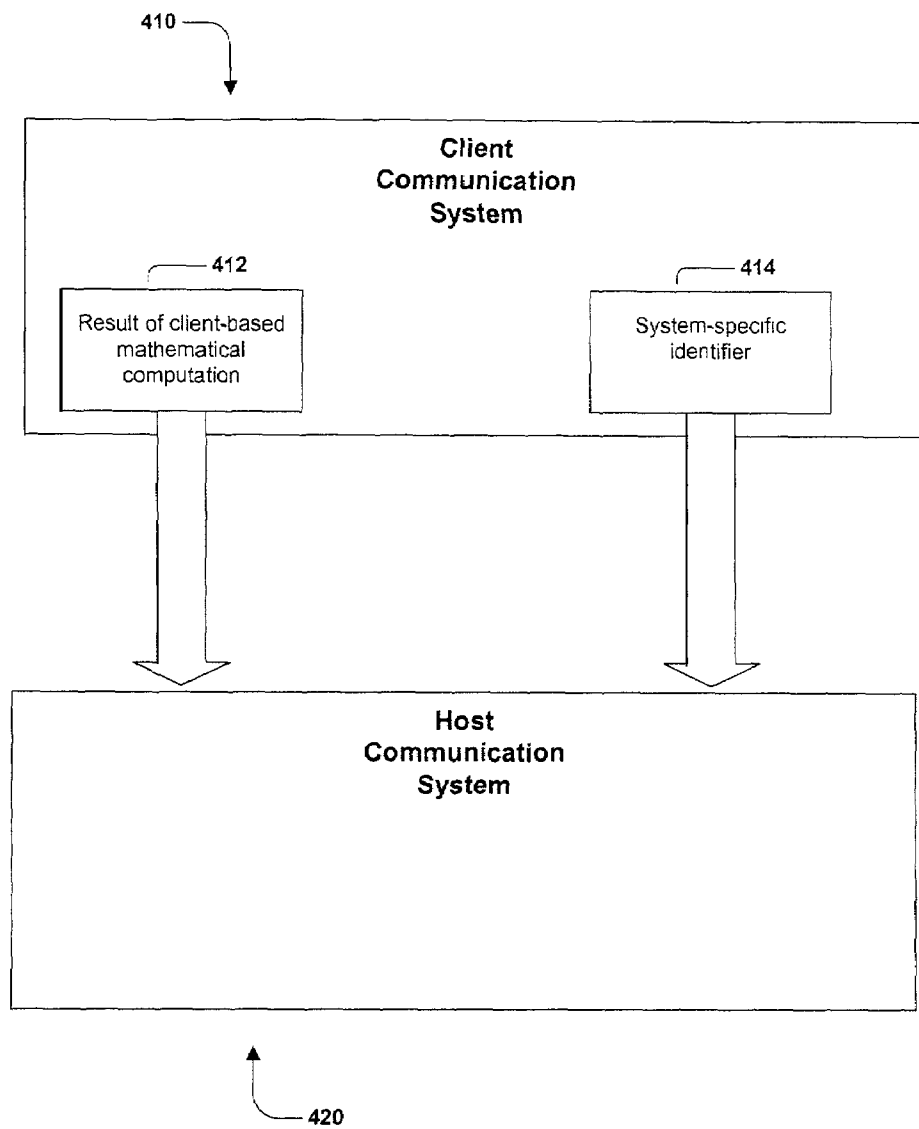 410
Client
Communication
System
412
414
Result of client-based
mathematical
computation
System-specific
identifier
Host
Communication
System
420